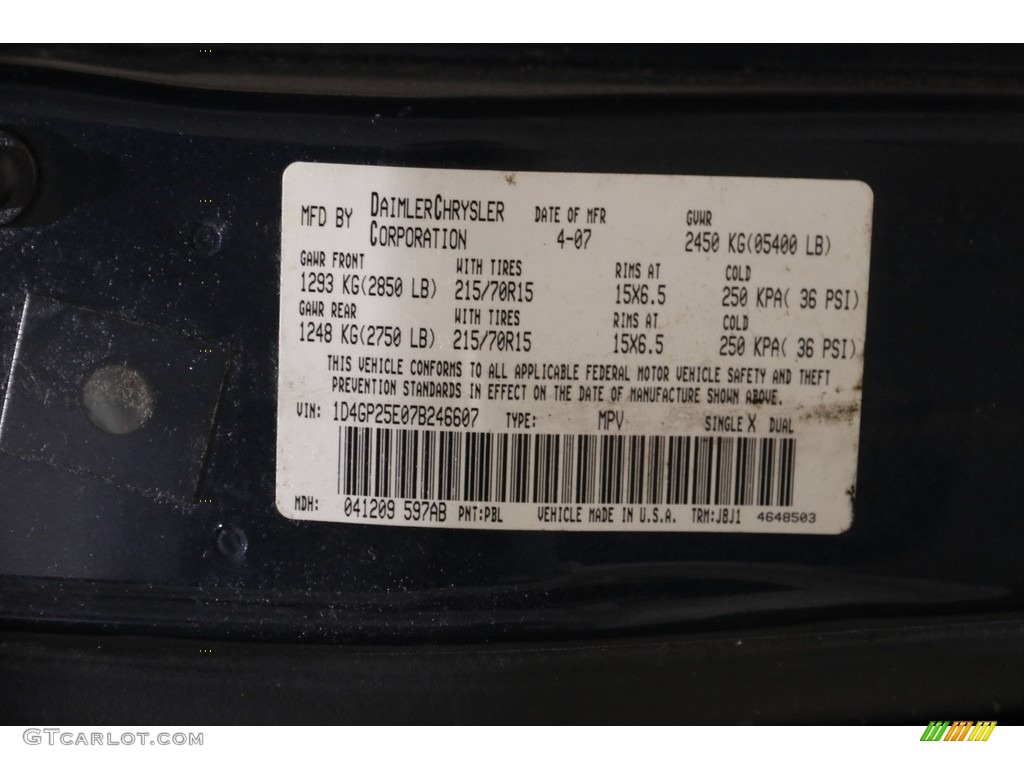 MFD BY DAIMLERCHRYSLER CORPORATION DATE OF MFR 4-07 GVWR 2450 KG(05400 LB)
GAWR FRONT WITH TIRES RIMS AT COLD
1293 KG(2850 LB) 215/70R15 15X6.5 250 KPA( 36 PSI)
GAWR REAR WITH TIRES RIMS AT COLD
1248 KG(2750 LB) 215/70R15 15X6.5 250 KPA( 36 PSI)
THIS VEHICLE CONFORMS TO ALL APPLICABLE FEDERAL MOTOR VEHICLE SAFETY AND THEFT
PREVENTION STANDARDS IN EFFECT ON THE DATE OF MANUFACTURE SHOWN ABOVE.
VIN: 1D4GP25E07B246607 TYPE: MPV SINGLE X DUAL
MDH: 041209 597AB PNT:PBL VEHICLE MADE IN U.S.A. TRM:JBJ1 4648503
GTcarlot.com